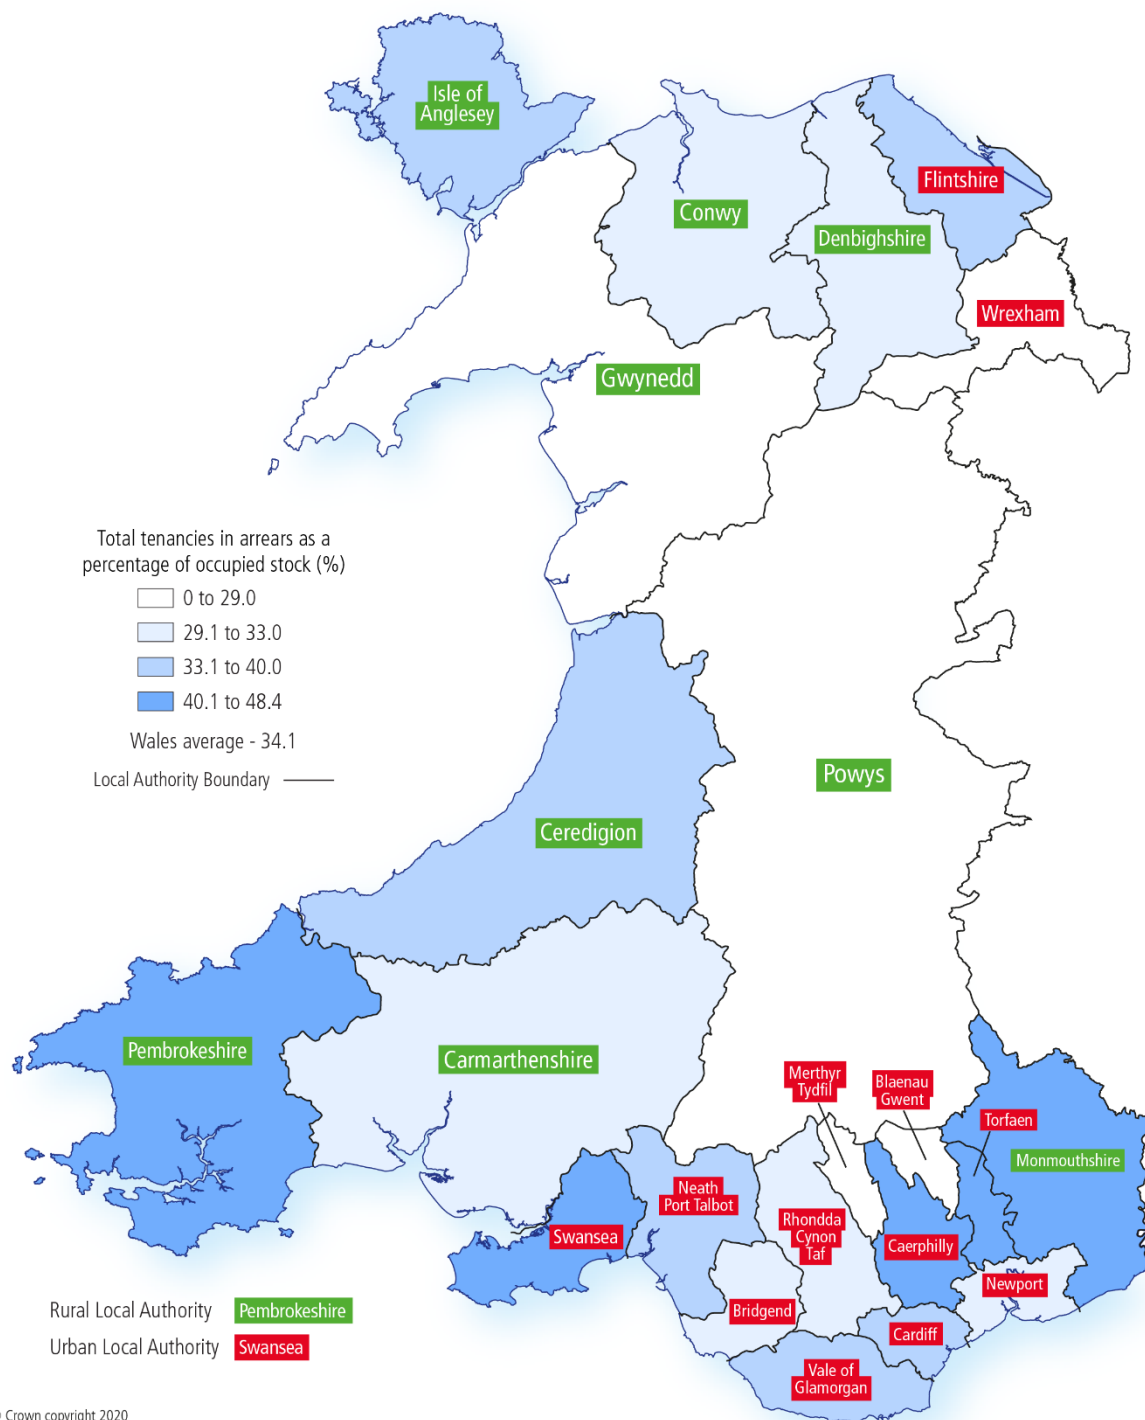 Isle of
Anglesey
Flintshire
Conwy
Denbighshire
Wrexham
Gwynedd
Total tenancies in arrears as a
percentage of occupied stock (%)
0 to 29.0
29.1 to 33.0
33.1 to 40.0
40.1 to 48.4
Wales average - 34.1
Local Authority Boundary
Powys
Ceredigion
Pembrokeshire
Carmarthenshire
Merthyr
Tydfil
Blaenau
Gwent
Torfaen
Monmouthshire
Neath
Port Talbot
Rhondda
Cynon
Taf
Swansea
Caerphilly
Newport
Bridgend
Cardiff
Vale of
Glamorgan
Rural Local Authority Pembrokeshire
Urban Local Authority Swansea
Crown copyright 2020